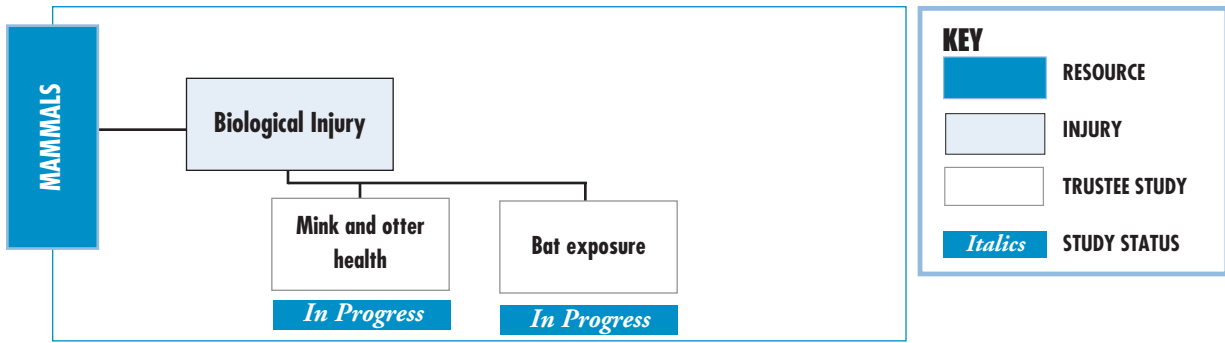 MAMMALS
Biological Injury
Mink and otter
health
In Progress
Bat exposure
In Progress
KEY
RESOURCE
INJURY
TRUSTEE STUDY
Italics STUDY STATUS